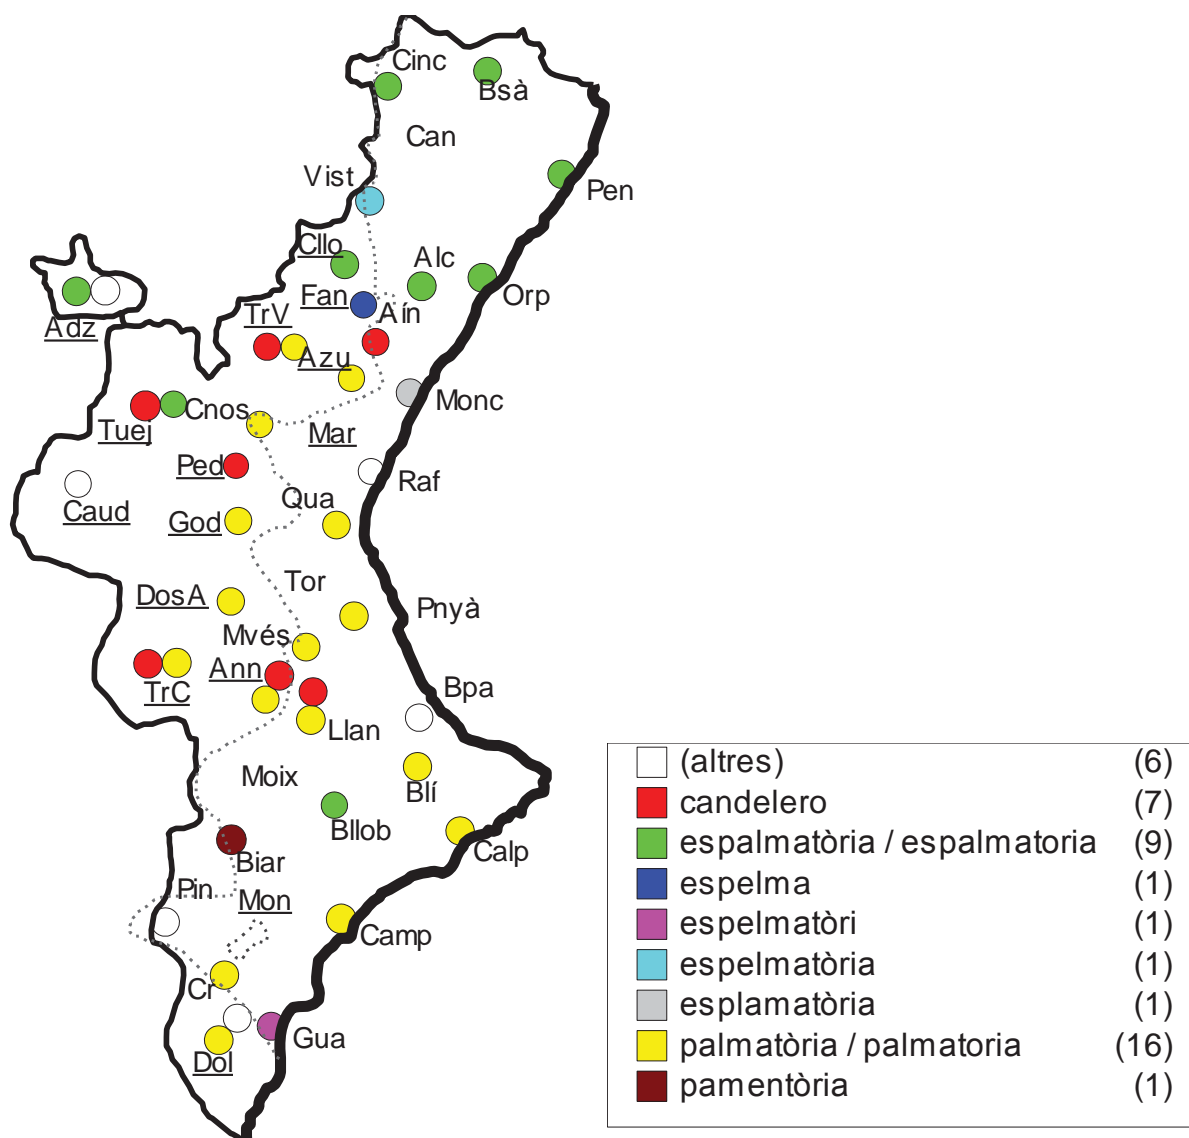 Cinc
Bsà
Can
Vist
Pen
Cllo
Alc
Fan
Orp
Adz
TrV
Aín
Azu
Monc
Cnos
Tuej
Mar
Ped
Raf
Caud
Qua
God
DosA
Tor
Pnyà
Mvés
Ann
TrC
Bpa
Llan
Moix
Blí
Bllob
Calp
Biar
Pin
Mon
Camp
Cr
Gua
Dol
(altres) (6)
candelero (7)
espalmatòria / espalmatoria (9)
espelma (1)
espelmatòri (1)
espelmatòria (1)
esplamatòria (1)
palmatòria / palmatoria (16)
pamentòria (1)